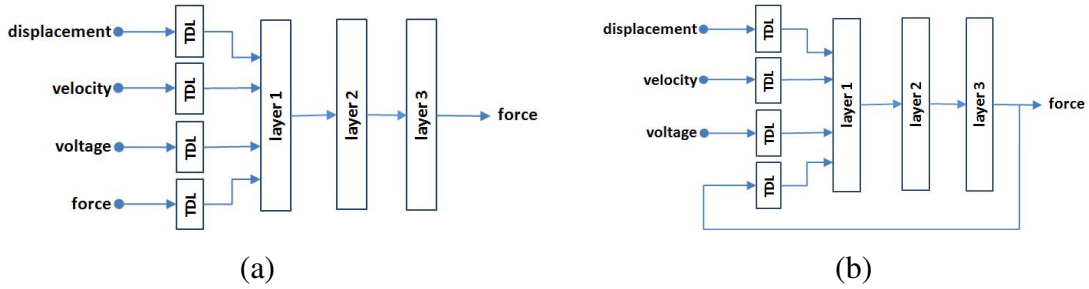 displacement
TDL
velocity
TDL
voltage
TDL
force
TDL
layer 1
layer 2
layer 3
force
(a)
displacement
TDL
velocity
TDL
voltage
TDL
TDL
layer 1
layer 2
layer 3
force
(b)